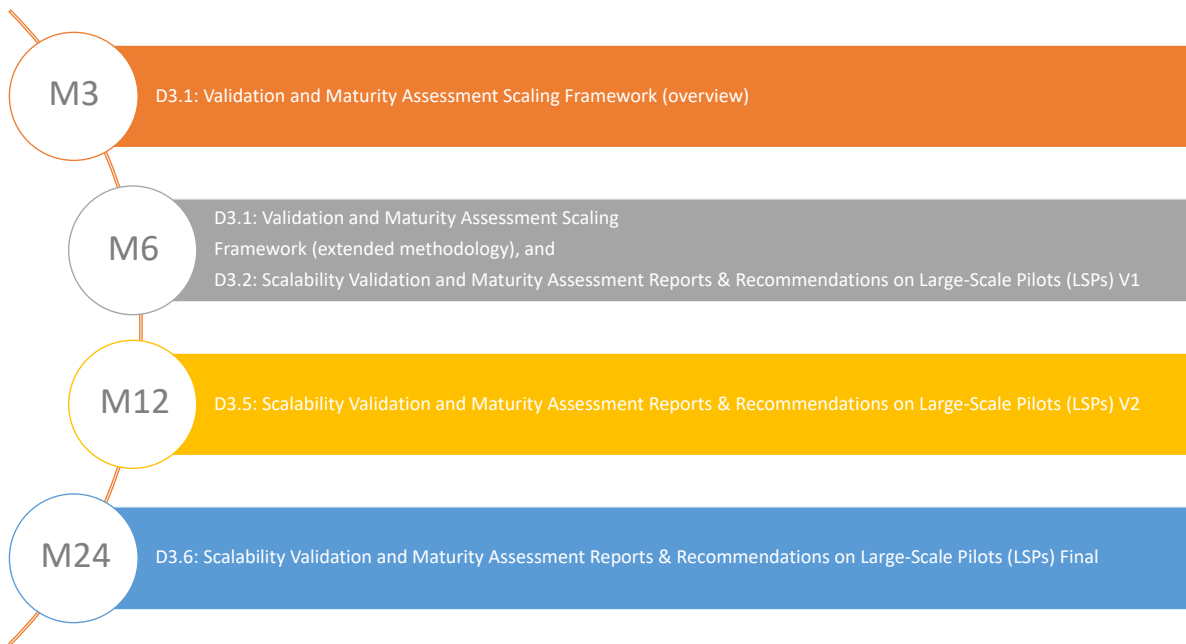 M3
D3.1: Validation and Maturity Assessment Scaling Framework (overview)
M6
D3.1: Validation and Maturity Assessment Scaling
Framework (extended methodology), and
D3.2: Scalability Validation and Maturity Assessment Reports & Recommendations on Large-Scale Pilots (LSPs) V1
M12
D3.5: Scalability Validation and Maturity Assessment Reports & Recommendations on Large-Scale Pilots (LSPs) V2
M24
D3.6: Scalability Validation and Maturity Assessment Reports & Recommendations on Large-Scale Pilots (LSPs) Final